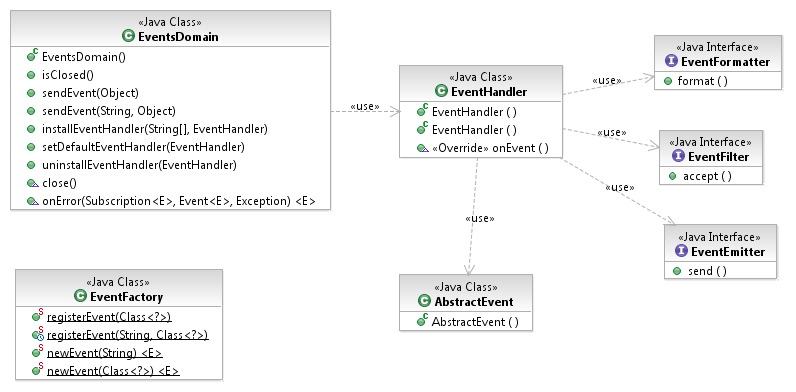 «Java Class»
EventsDomain
EventsDomain()
isClosed()
sendEvent(Object)
sendEvent(String, Object)
installEventHandler(String[], EventHandler)
setDefaultEventHandler(EventHandler)
uninstallEventHandler(EventHandler)
close()
onError(Subscription<E>, Event<E>, Exception) <E>
«use»
«Java Class»
EventHandler
EventHandler ( )
EventHandler ( )
«Override» onEvent ( )
«use»
«Java Interface»
EventFormatter
format ( )
«use»
«Java Interface»
EventFilter
accept ( )
«use»
«Java Interface»
EventEmitter
send ( )
«use»
«Java Class»
AbstractEvent
AbstractEvent ( )
«Java Class»
EventFactory
registerEvent(Class<?>)
registerEvent(String, Class<?>)
newEvent(String) <E>
newEvent(Class<?>) <E>